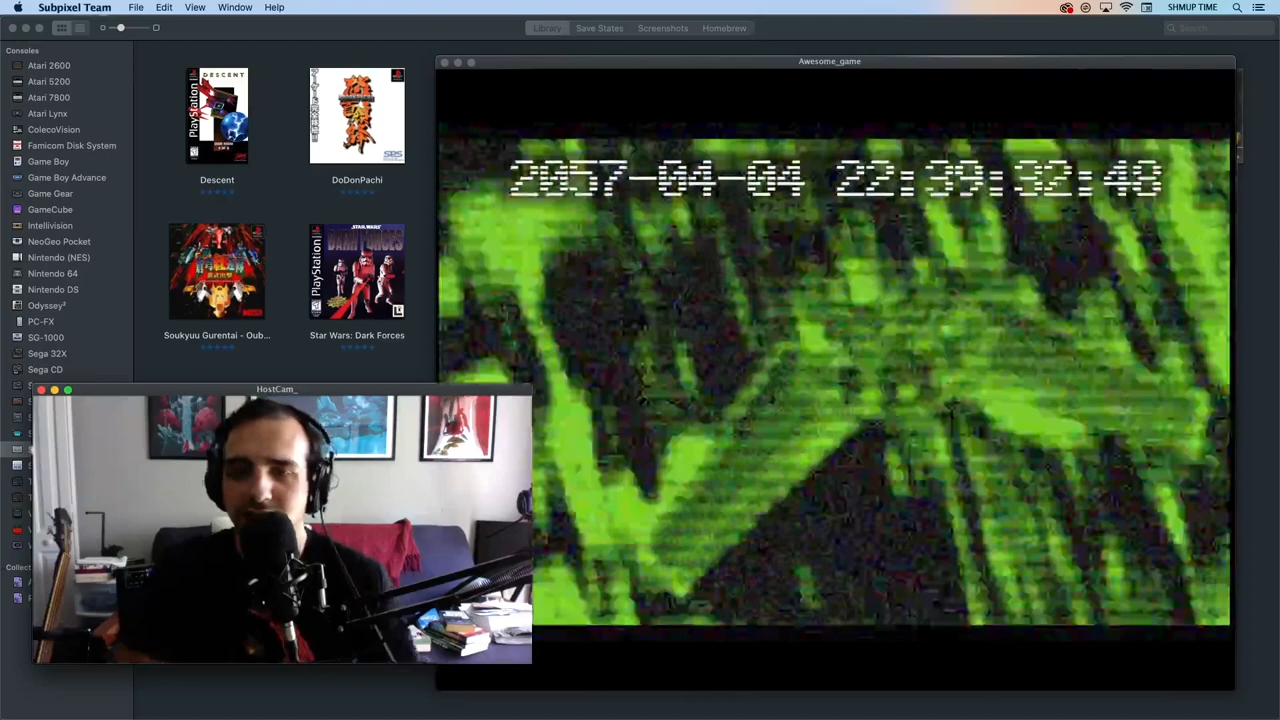 Subpixel Team File Edit View Window Help SHMUP TIME
Library Save States Screenshots Homebrew Search
Consoles
Atari 2600
Atari 5200
Atari 7800
Atari Lynx
ColecoVision
Famicom Disk System
Game Boy
Game Boy Advance
Game Gear
GameCube
Intellivision
NeoGeo Pocket
Nintendo (NES)
Nintendo 64
Nintendo DS
Odyssey²
PC-FX
SG-1000
Sega 32X
Sega CD
Collect
PlayStation
DESCENT
Descent
DoDonPachi
Soukyuu Gurentai - Oub...
PlayStation
STAR WARS
DARK FORCES
Star Wars: Dark Forces
Awesome_game
2057-04-04 22:39:32:48
HostCam_